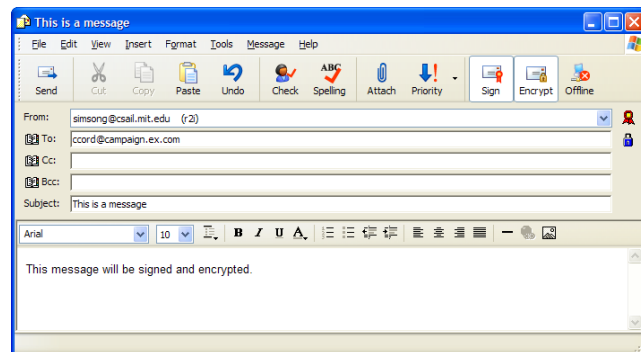 This is a message
File Edit View Insert Format Tools Message Help
ABC
Send Cut Copy Paste Undo Check Spelling Attach Priority Sign Encrypt Offline
From: simsong@csail.mit.edu (r2i)
To: ccord@campaign.ex.com
Cc:
Bcc:
Subject: This is a message
Arial 10 B I U A
This message will be signed and encrypted.